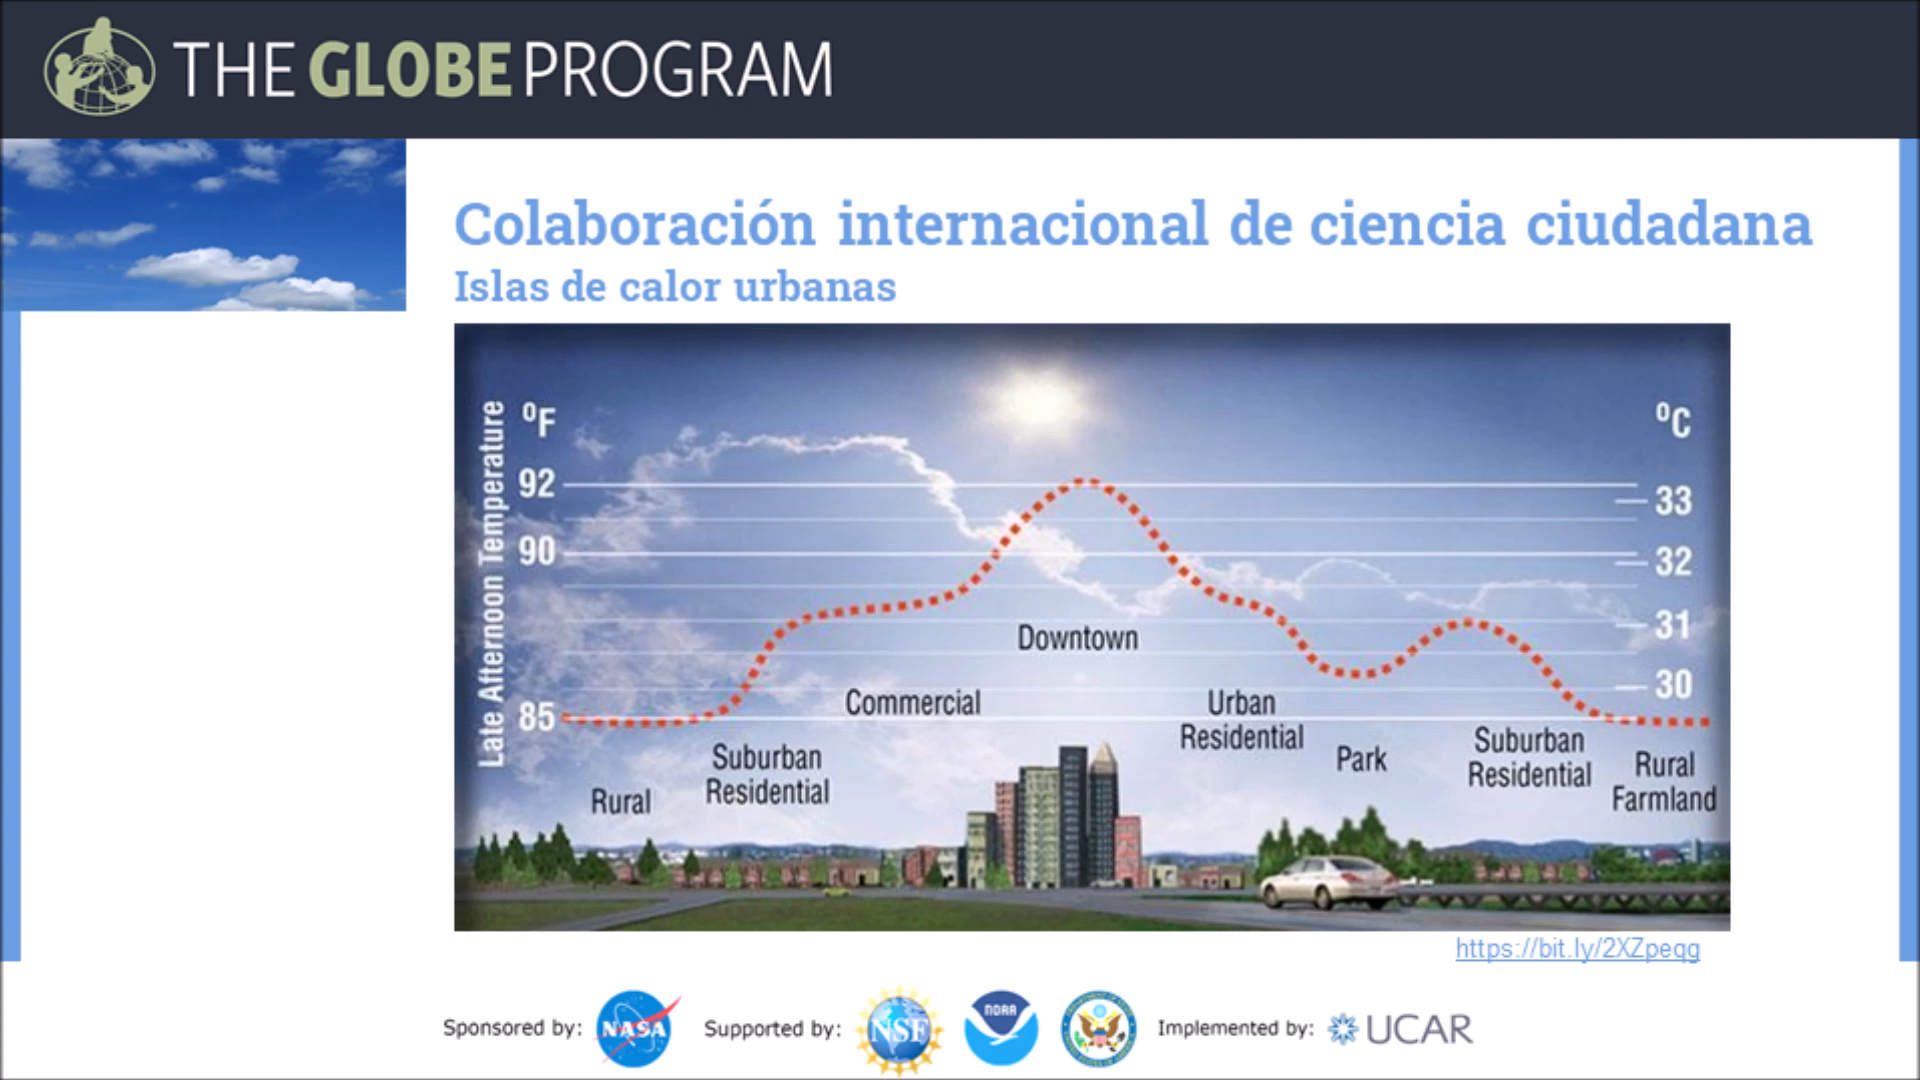 THE GLOBE PROGRAM
Colaboración internacional de ciencia ciudadana
Islas de calor urbanas
Late Afternoon Temperature
ºF
ºC
92
33
90
32
31
30
85
Downtown
Commercial
Urban
Residential
Suburban
Residential
Park
Suburban
Residential
Rural
Rural
Farmland
https://bit.ly/2XZpeqg
Sponsored by: NASA Supported by: NSF NOAA Implemented by: UCAR